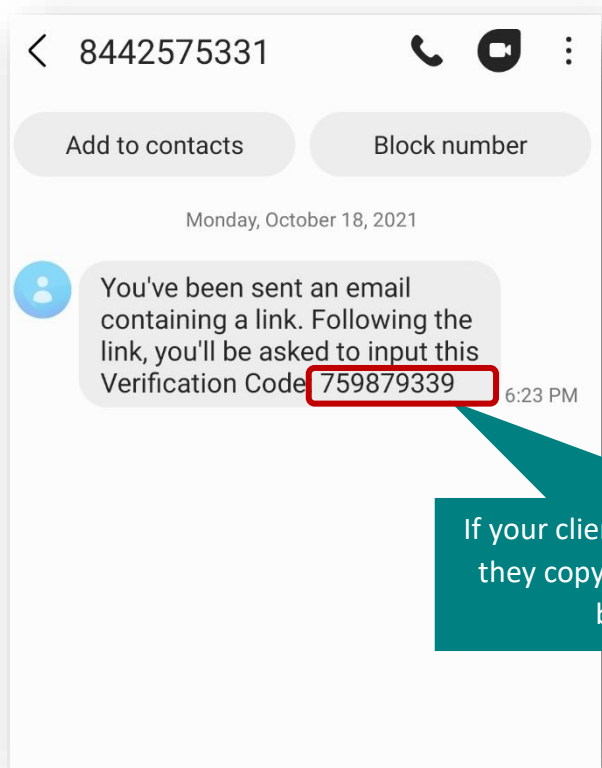 8442575331
Add to contacts
Block number
Monday, October 18, 2021
You've been sent an email
containing a link. Following the
link, you'll be asked to input this
Verification Code 759879339
6:23 PM
If your
they copy